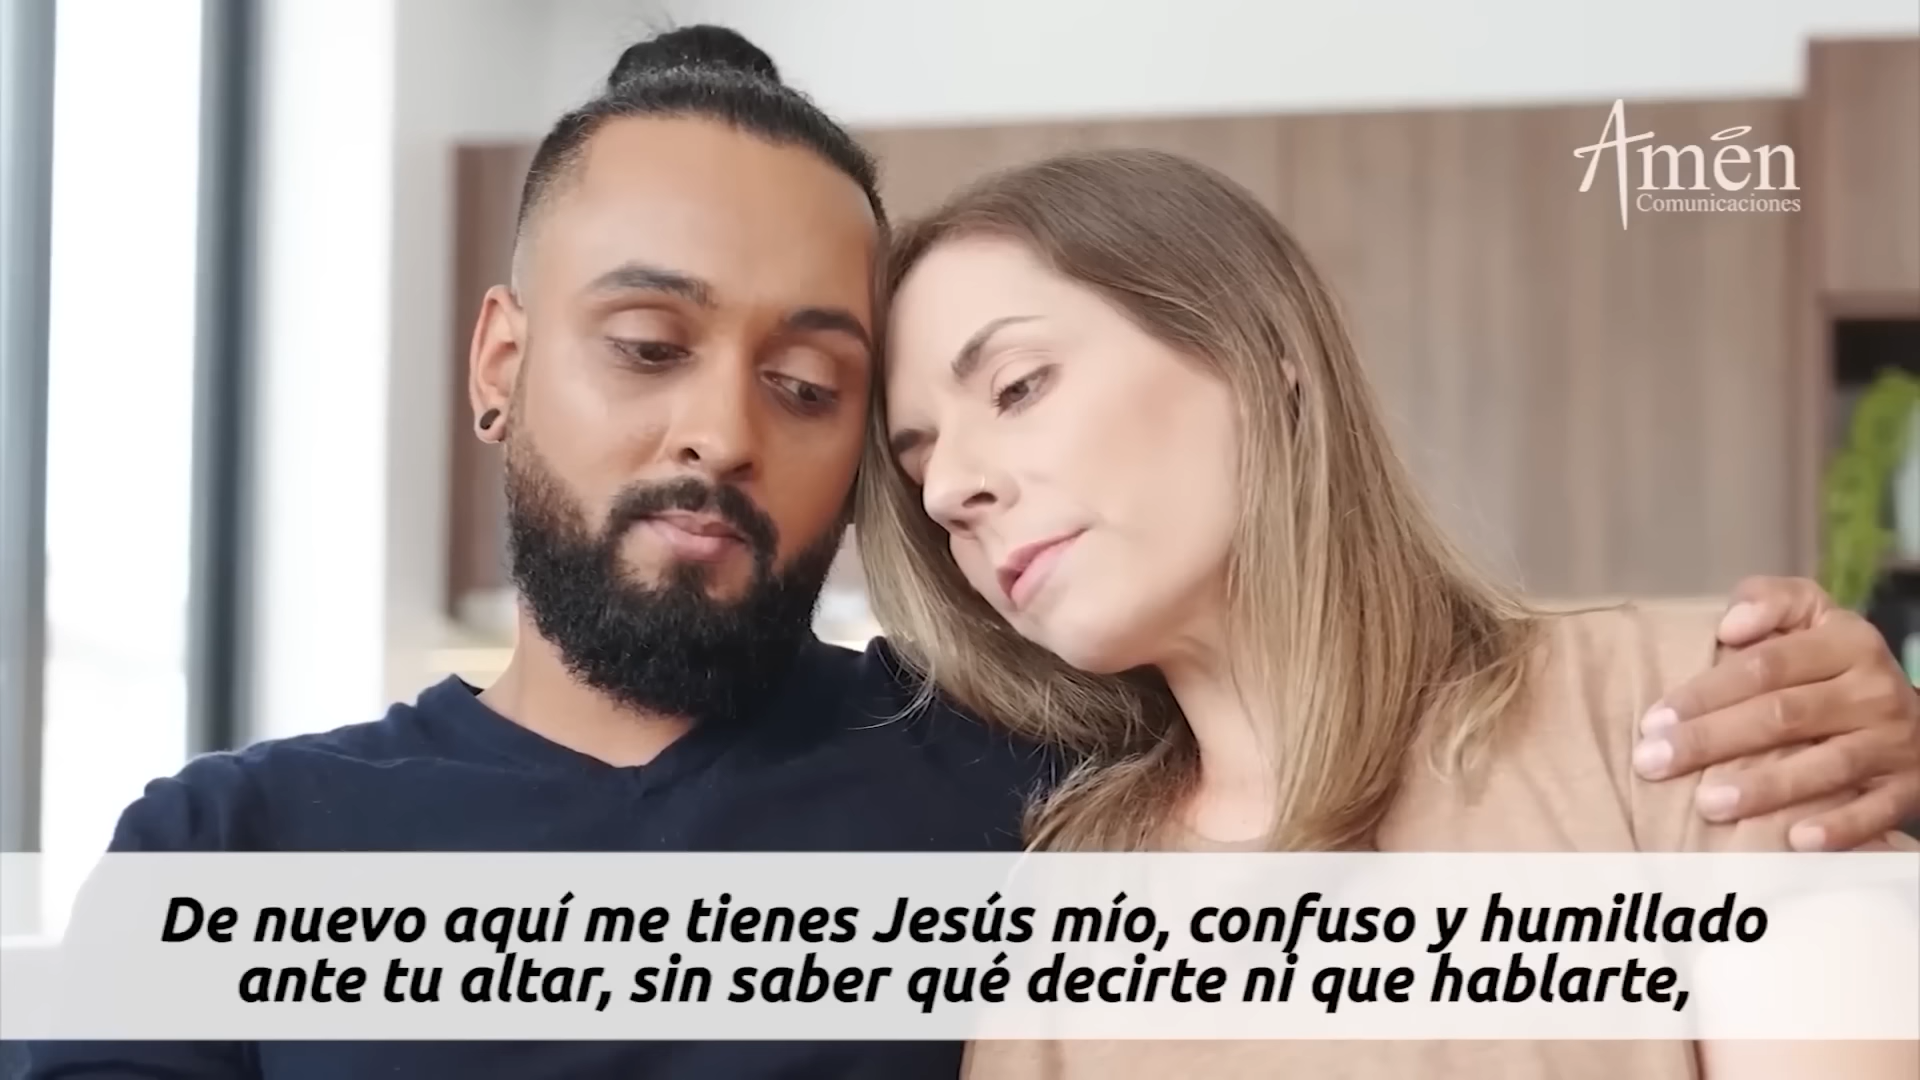 Amén
Comunicaciones
De nuevo aquí me tienes Jesús mío, confuso y humillado
ante tu altar, sin saber qué decirte ni que hablarte,